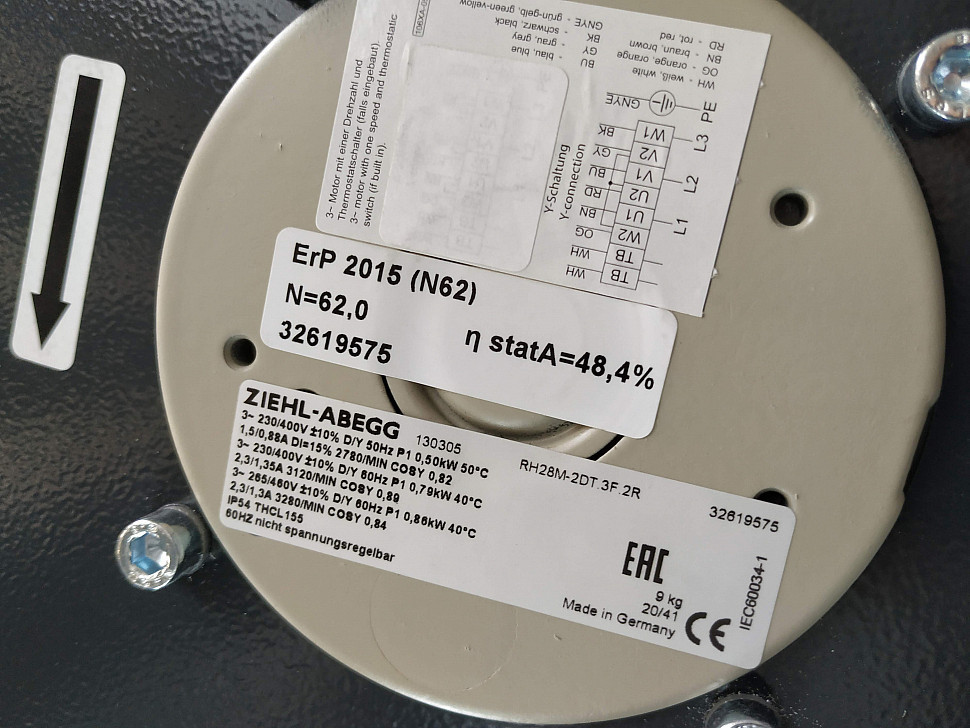 106XA-0
3~ Motor mit einer Drehzahl und
Thermostatschalter (falls eingebaut).
3~ motor with one speed and thermostatic
switch (if built in).
Y-Schaltung
Y-connection
TB WH
TB WH
W2 OG
U1 BN L1
U2 RD
V1 BU L2
V2 GY
W1 BK L3
GNYE PE
WH - weiß, white
OG - orange, orange
BN - braun, brown
RD - rot, red
BU - blau, blue
GY - grau, grey
BK - schwarz, black
GNYE - grün-gelb, green-yellow
ErP 2015 (N62)
N=62,0
η statA=48,4%
32619575
ZIEHL-ABEGG 130305 RH28M-2DT.3F.2R 32619575
3~ 230/400V ±10% D/Y 50Hz P1 0,50kW 50°C
1,5/0,88A DI=15% 2780/MIN COSY 0,82
3~ 230/400V ±10% D/Y 60Hz P1 0,79kW 40°C
2,3/1,35A 3120/MIN COSY 0,89
3~ 265/460V ±10% D/Y 60Hz P1 0,86kW 40°C
2,3/1,3A 3280/MIN COSY 0,84
IP54 THCL155
60HZ nicht spannungsregelbar
EAC
9 kg
20/41
Made in Germany
CE
IEC60034-1